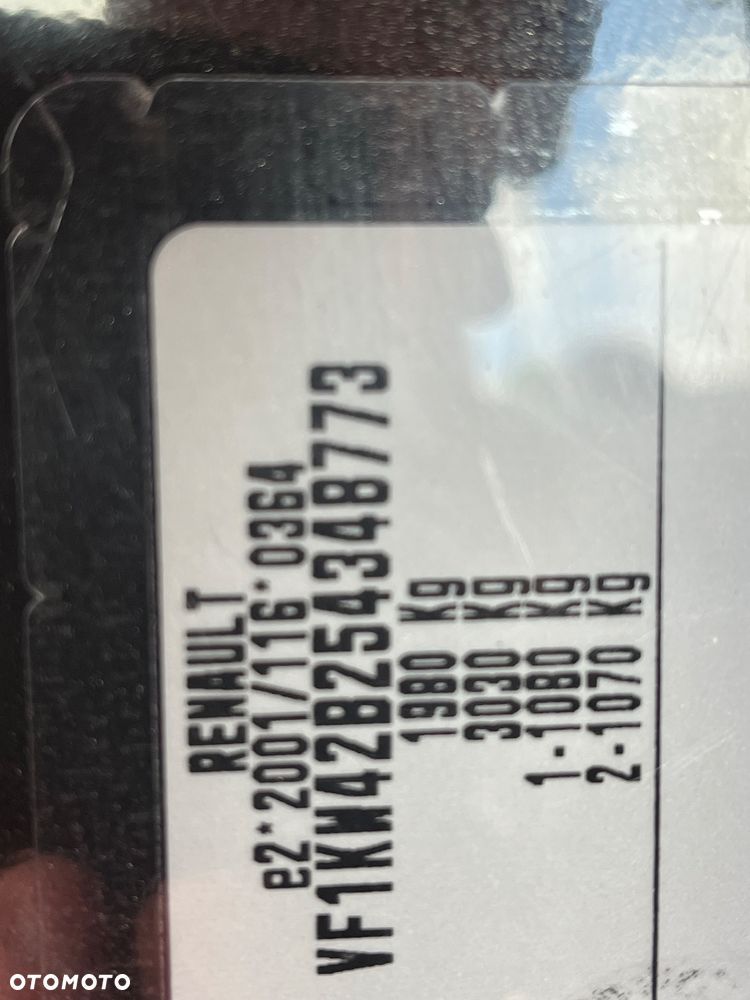 RENAULT
e2*2001/116*0364
VF1KW42B254348773
1980 Kg
3030 Kg
1-1080 Kg
2-1070 Kg
OTOMOTO